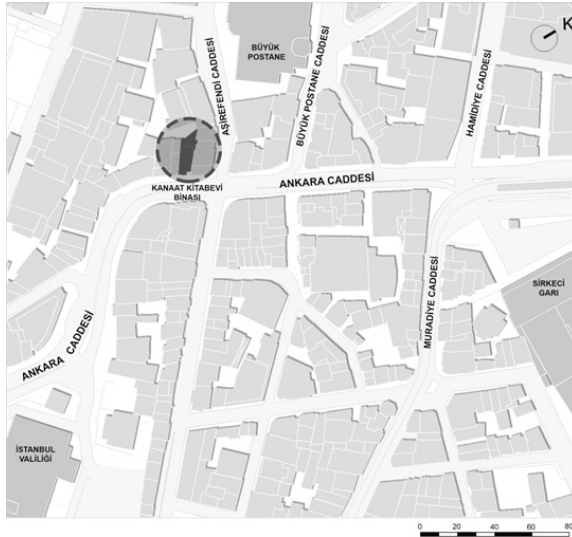 K
BÜYÜK
POSTANE
AŞİREFENDİ CADDESİ
BÜYÜK POSTANE CADDESİ
HAMİDİYE CADDESİ
ANKARA CADDESİ
KANAAT KİTABEVİ
BİNASI
MURADİYE CADDESİ
SİRKECİ
GARI
ANKARA CADDESİ
İSTANBUL
VALİLİĞİ
0 10 20 40 60 80